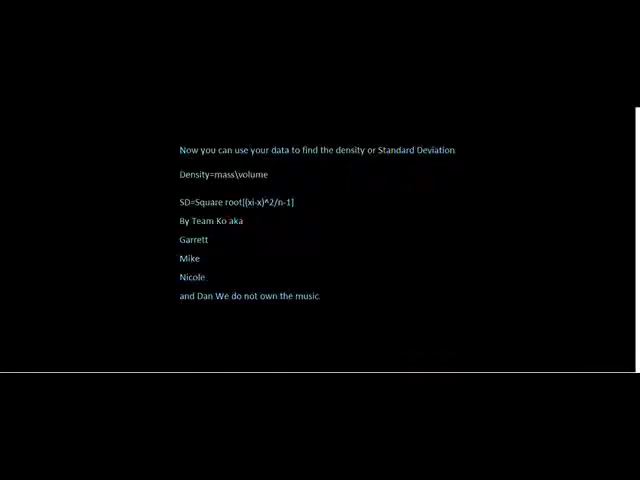 Now you can use your data to find the density or Standard Deviation.
Density=mass\volume
SD=Square root[(xi-x)^2/n-1]
By Team Ko aka
Garrett
Mike
Nicole
and Dan We do not own the music.